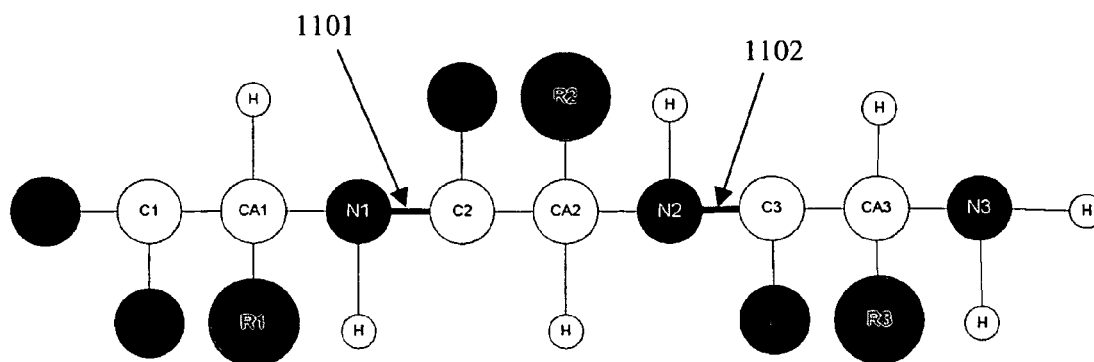 1101
1102
H R2 H H
C1 CA1 N1 C2 CA2 N2 C3 CA3 N3 H
R1 H H R3 H